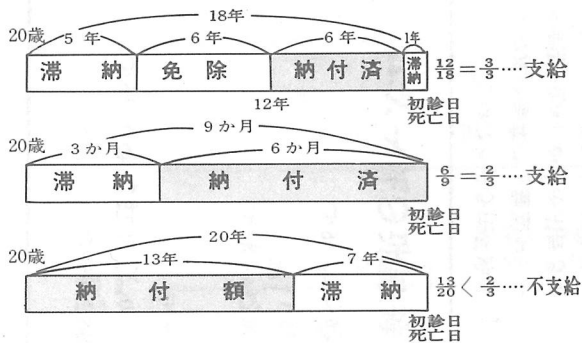 18年
20歳
5年 6年 6年 1年
滞納 免除 納付済 滞納 12/18=3/3····支給
12年
初診日
死亡日
9か月
20歳
3か月 6か月
滞納 納付済 6/9=2/3····支給
初診日
死亡日
20年
20歳
13年 7年
納付額 滞納 13/20<2/3····不支給
初診日
死亡日